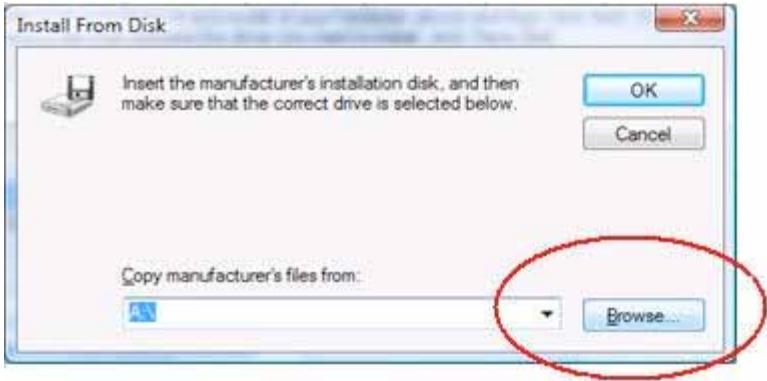 Install From Disk
Insert the manufacturer's installation disk, and then
make sure that the correct drive is selected below.
OK
Cancel
Copy manufacturer's files from:
A:\
Browse...